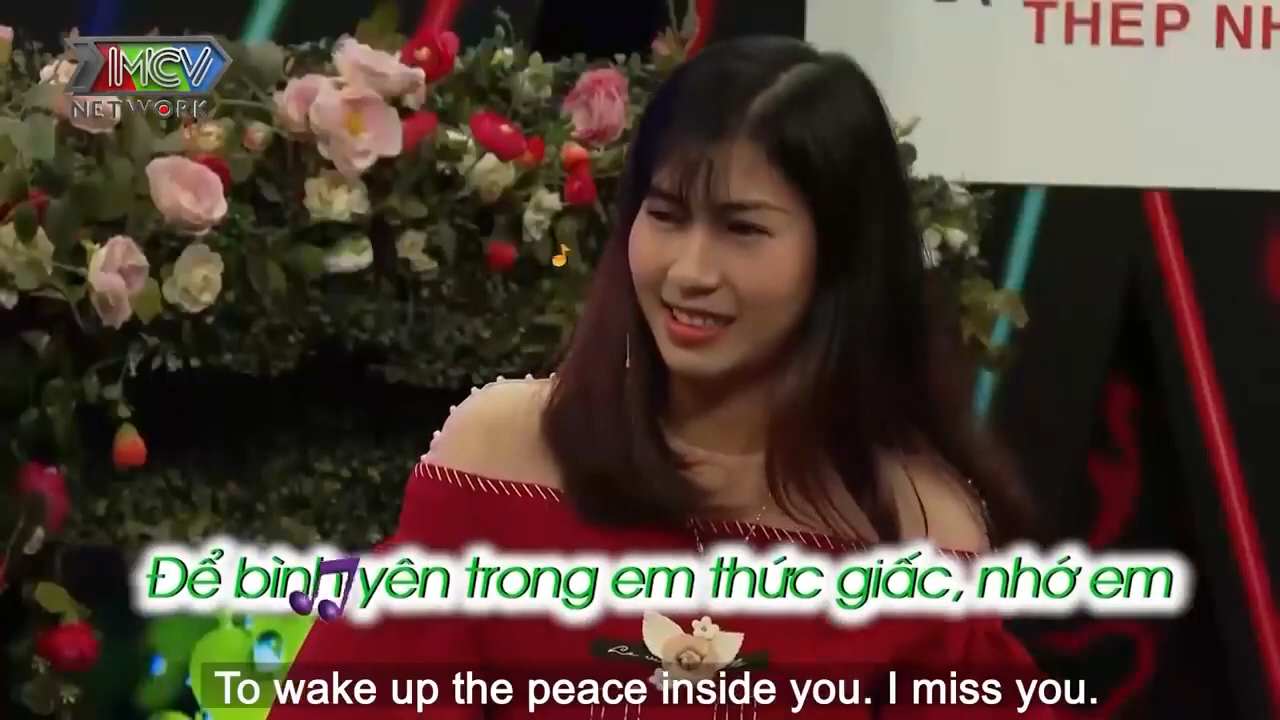 MCV
NETWORK
THEP NH
Để bình yên trong em thức giấc, nhớ em
To wake up the peace inside you. I miss you.